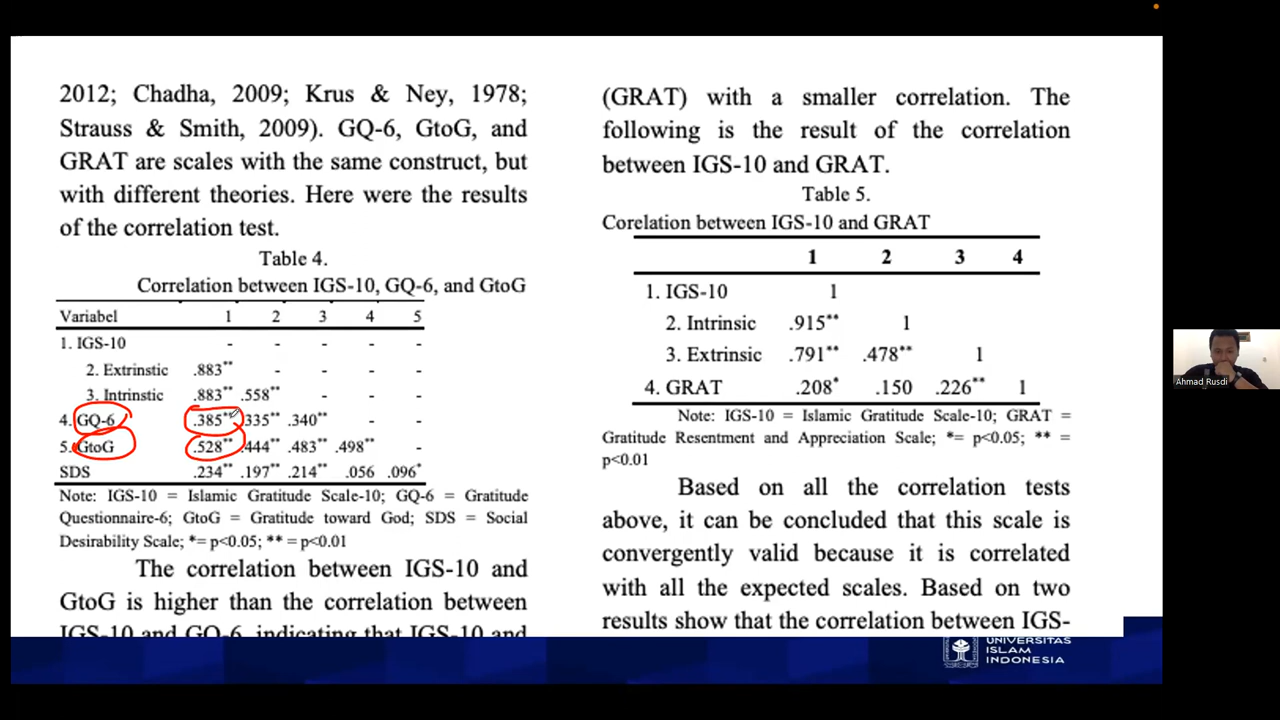 2012; Chadha, 2009; Krus & Ney, 1978;
Strauss & Smith, 2009). GQ-6, GtoG, and
GRAT are scales with the same construct, but
with different theories. Here were the results
of the correlation test.
Table 4.
Correlation between IGS-10, GQ-6, and GtoG
Variabel 1 2 3 4 5
1. IGS-10 - - - - -
2. Extrinstic .883** - - - -
3. Intrinstic .883** .558** - - -
4. GQ-6 .385** .335** .340** - -
5. GtoG .528** .444** .483** .498** -
SDS .234** .197** .214** .056 .096*
Note: IGS-10 = Islamic Gratitude Scale-10; GQ-6 = Gratitude
Questionnaire-6; GtoG = Gratitude toward God; SDS = Social
Desirability Scale; *= p<0.05; ** = p<0.01
The correlation between IGS-10 and
GtoG is higher than the correlation between
IGS-10 and GQ-6, indicating that IGS-10 and
(GRAT) with a smaller correlation. The
following is the result of the correlation
between IGS-10 and GRAT.
Table 5.
Corelation between IGS-10 and GRAT
1 2 3 4
1. IGS-10 1
2. Intrinsic .915** 1
3. Extrinsic .791** .478** 1
4. GRAT .208* .150 .226** 1
Note: IGS-10 = Islamic Gratitude Scale-10; GRAT =
Gratitude Resentment and Appreciation Scale; *= p<0.05; ** =
p<0.01
Based on all the correlation tests
above, it can be concluded that this scale is
convergently valid because it is correlated
with all the expected scales. Based on two
results show that the correlation between IGS-
UNIVERSITAS
ISLAM
INDONESIA
Ahmad Rusdi